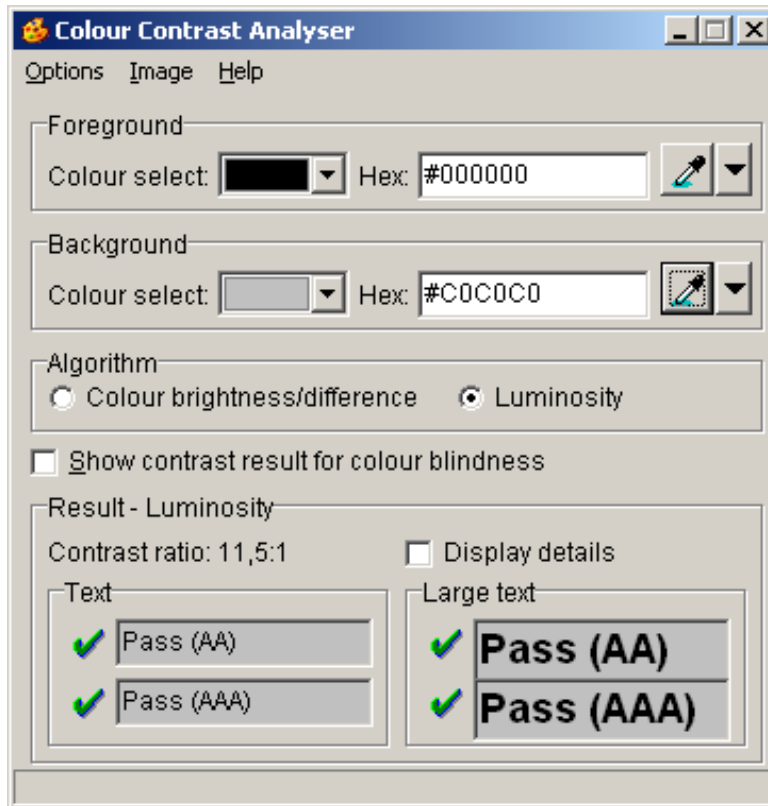 Colour Contrast Analyser
Options Image Help
Foreground
Colour select: Hex: #000000
Background
Colour select: Hex: #C0C0C0
Algorithm
Colour brightness/difference Luminosity
Show contrast result for colour blindness
Result - Luminosity
Contrast ratio: 11,5:1 Display details
Text Large text
Pass (AA) Pass (AA)
Pass (AAA) Pass (AAA)